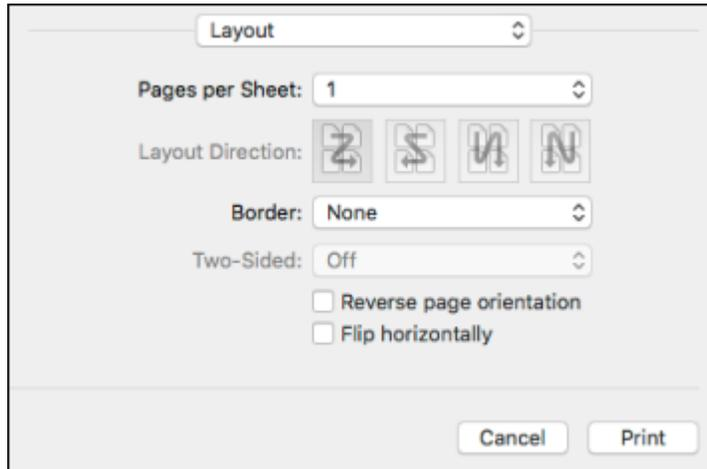 Layout
Pages per Sheet: 1
Layout Direction:
Border: None
Two-Sided: Off
Reverse page orientation
Flip horizontally
Cancel Print